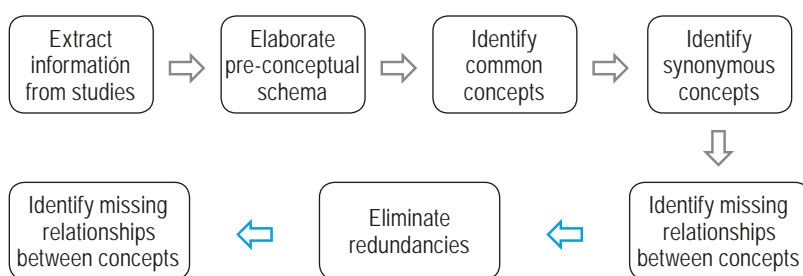 Extract
informatión
from studies
Elaborate
pre-conceptual
schema
Identify
common
concepts
Identify
synonymous
concepts
Identify missing
relationships
between concepts
Eliminate
redundancies
Identify missing
relationships
between concepts